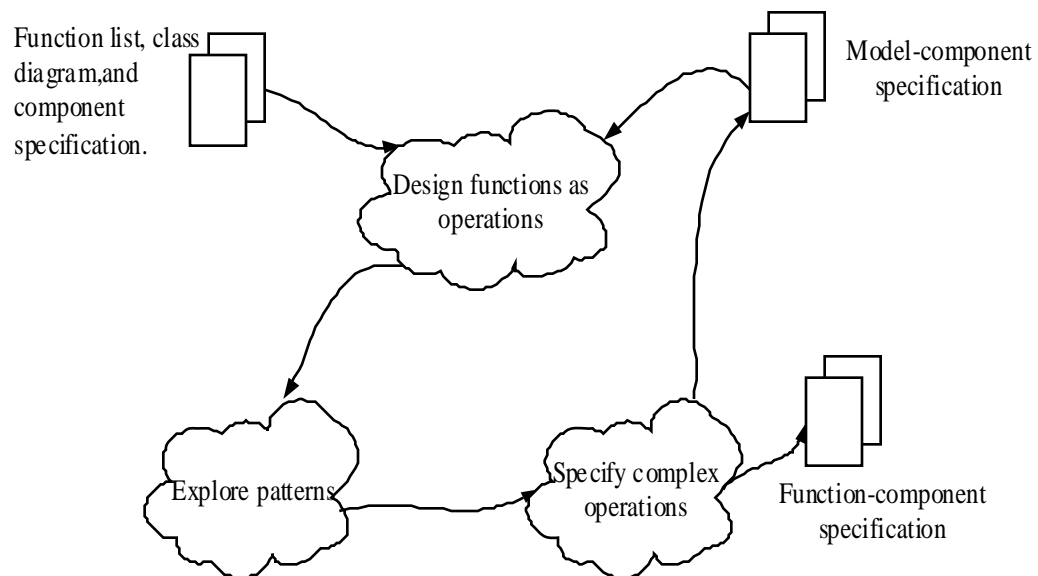 Function list, class
diagram,and
component
specification.
Model-component
specification
Design functions as
operations
Explore patterns
Specify complex
operations
Function-component
specification